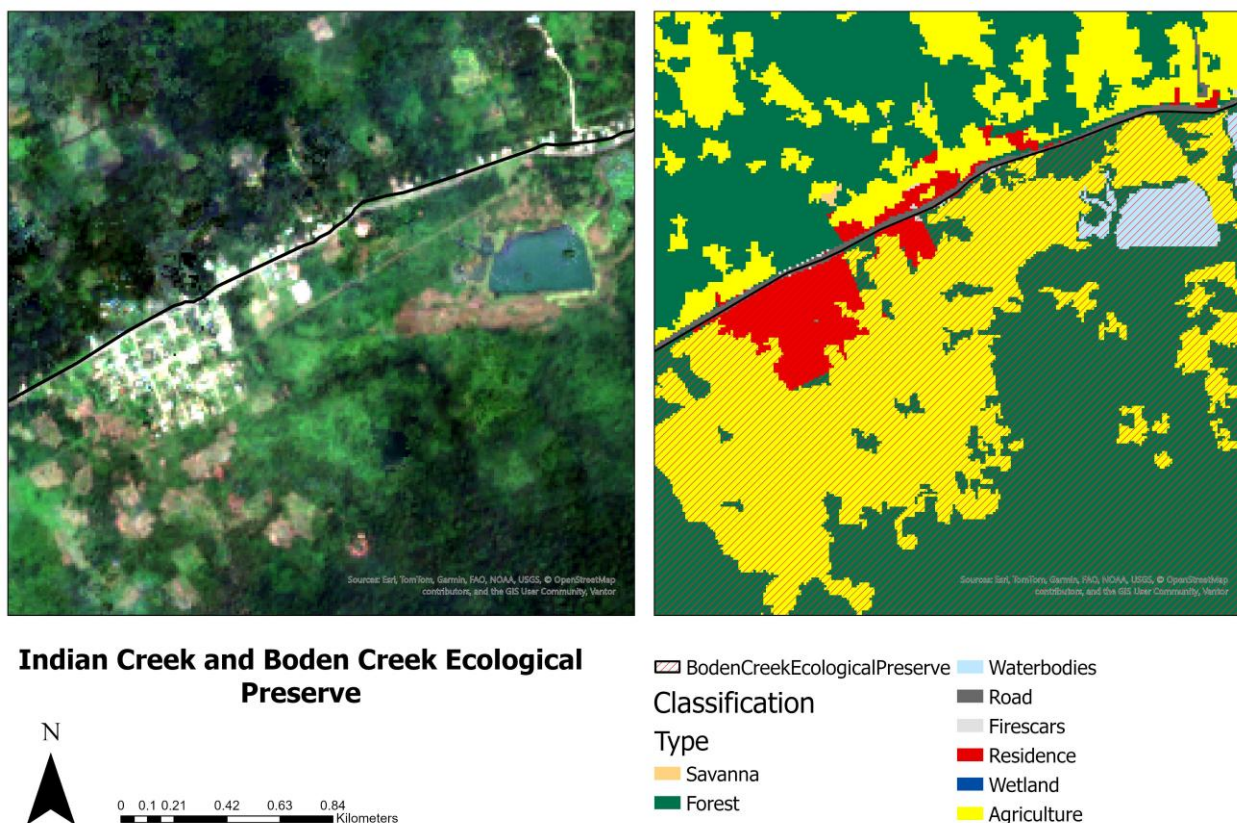 Sources: Esri, TomTom, Garmin, FAO, NOAA, USGS, © OpenStreetMap
contributors, and the GIS User Community, Vantor
Sources: Esri, TomTom, Garmin, FAO, NOAA, USGS, © OpenStreetMap
contributors, and the GIS User Community, Vantor
Indian Creek and Boden Creek Ecological
Preserve
N
0 0.1 0.21 0.42 0.63 0.84
Kilometers
BodenCreekEcologicalPreserve
Classification
Type
Savanna
Forest
Waterbodies
Road
Firescars
Residence
Wetland
Agriculture